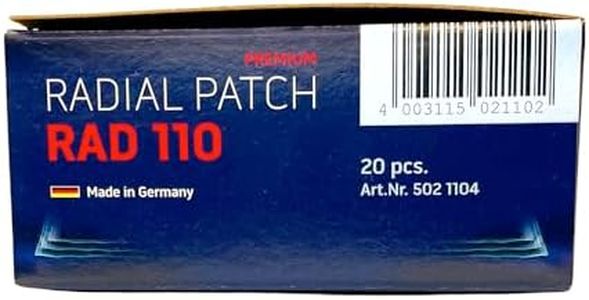 PREMIUM
RADIAL PATCH
RAD 110
Made in Germany
4 003115 021102
20 pcs.
Art.Nr. 502 1104